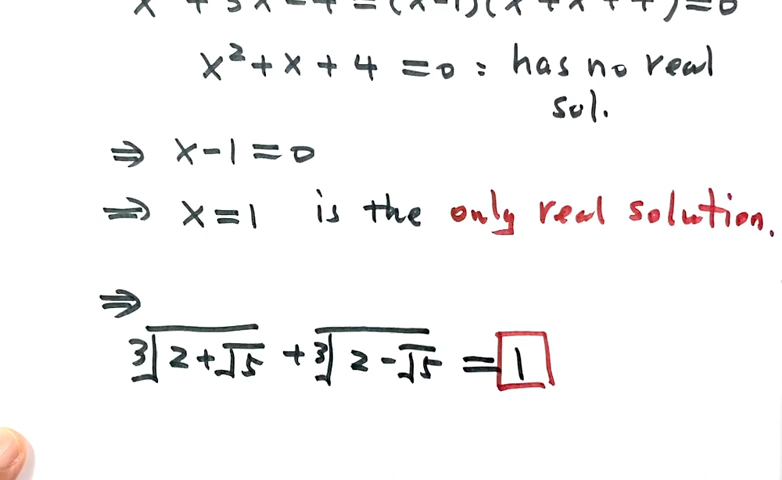 x² + x + 4 = 0 : has no real
sol.
⇒ x - 1 = 0
⇒ x = 1 is the only real solution.
⇒
∛(2+√5) + ∛(2-√5) = 1